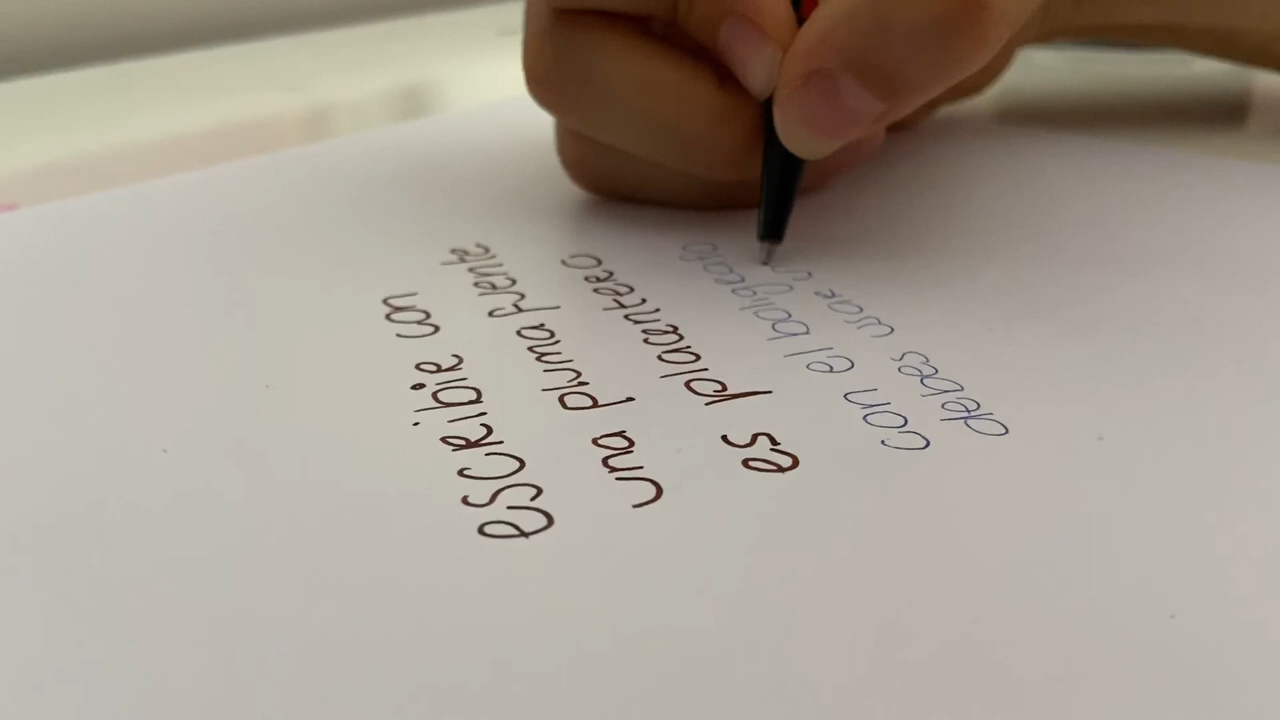 escribir con
una pluma fuente
es placentero
con el boligrafo
debes usar